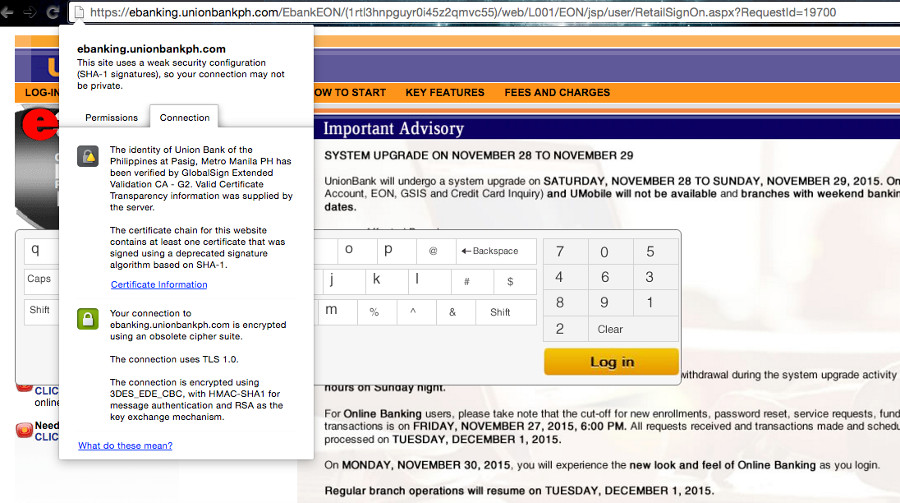 https://ebanking.unionbankph.com/EbankEON/(1rtl3hnpguyr0i45z2qmvc55)/web/L001/EON/jsp/user/RetailSignOn.aspx?RequestId=19700
ebanking.unionbankph.com
This site uses a weak security configuration
(SHA-1 signatures), so your connection may not
be private.
Permissions
Connection
The identity of Union Bank of the
Philippines at Pasig, Metro Manila PH has
been verified by GlobalSign Extended
Validation CA - G2. Valid Certificate
Transparency information was supplied by
the server.
The certificate chain for this website
contains at least one certificate that was
signed using a deprecated signature
algorithm based on SHA-1.
Certificate Information
Your connection to
ebanking.unionbankph.com is encrypted
using an obsolete cipher suite.
The connection uses TLS 1.0.
The connection is encrypted using
3DES_EDE_CBC, with HMAC-SHA1 for
message authentication and RSA as the
key exchange mechanism.
What do these mean?
LOG-IN
OW TO START KEY FEATURES FEES AND CHARGES
Important Advisory
SYSTEM UPGRADE ON NOVEMBER 28 TO NOVEMBER 29
UnionBank will undergo a system upgrade on SATURDAY, NOVEMBER 28 TO SUNDAY, NOVEMBER 29, 2015. On
Account, EON, GSIS and Credit Card Inquiry) and UMobile will not be available and branches with weekend banking
dates.
q o p @ Backspace 7 0 5
Caps j k l # $ 4 6 3
Shift m % ^ & Shift 8 9 1
2 Clear
Log in
CLIC
online
Need
CLIC
withdrawal during the system upgrade activity
hours on Sunday night.
For Online Banking users, please take note that the cut-off for new enrollments, password reset, service requests, fund
transactions is on FRIDAY, NOVEMBER 27, 2015, 6:00 PM. All requests received and transactions made and schedu
processed on TUESDAY, DECEMBER 1, 2015.
On MONDAY, NOVEMBER 30, 2015, you will experience the new look and feel of Online Banking as you login.
Regular branch operations will resume on TUESDAY, DECEMBER 1, 2015.